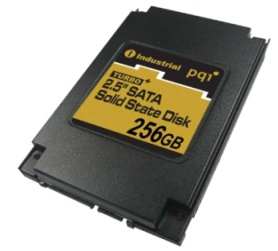 industrial pqi
TURBO+
2.5" SATA
Solid State Disk
256GB